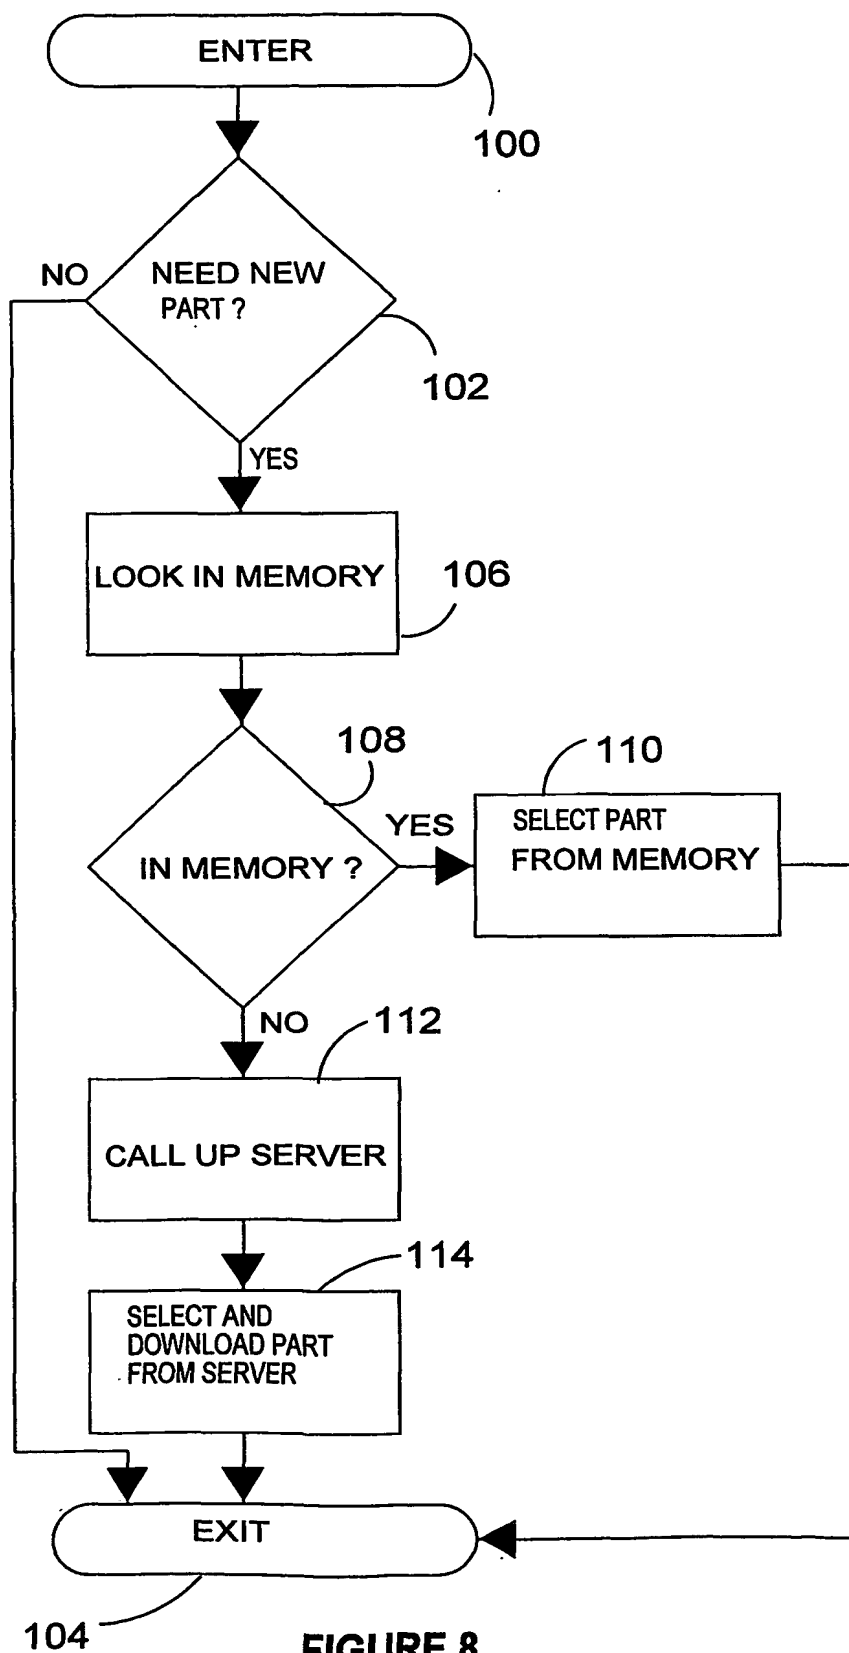 ENTER
100
NO
NEED NEW
PART ?
102
YES
LOOK IN MEMORY
106
108
110
YES
SELECT PART
FROM MEMORY
IN MEMORY ?
NO
112
CALL UP SERVER
114
SELECT AND
DOWNLOAD PART
FROM SERVER
EXIT
104
FIGURE 8